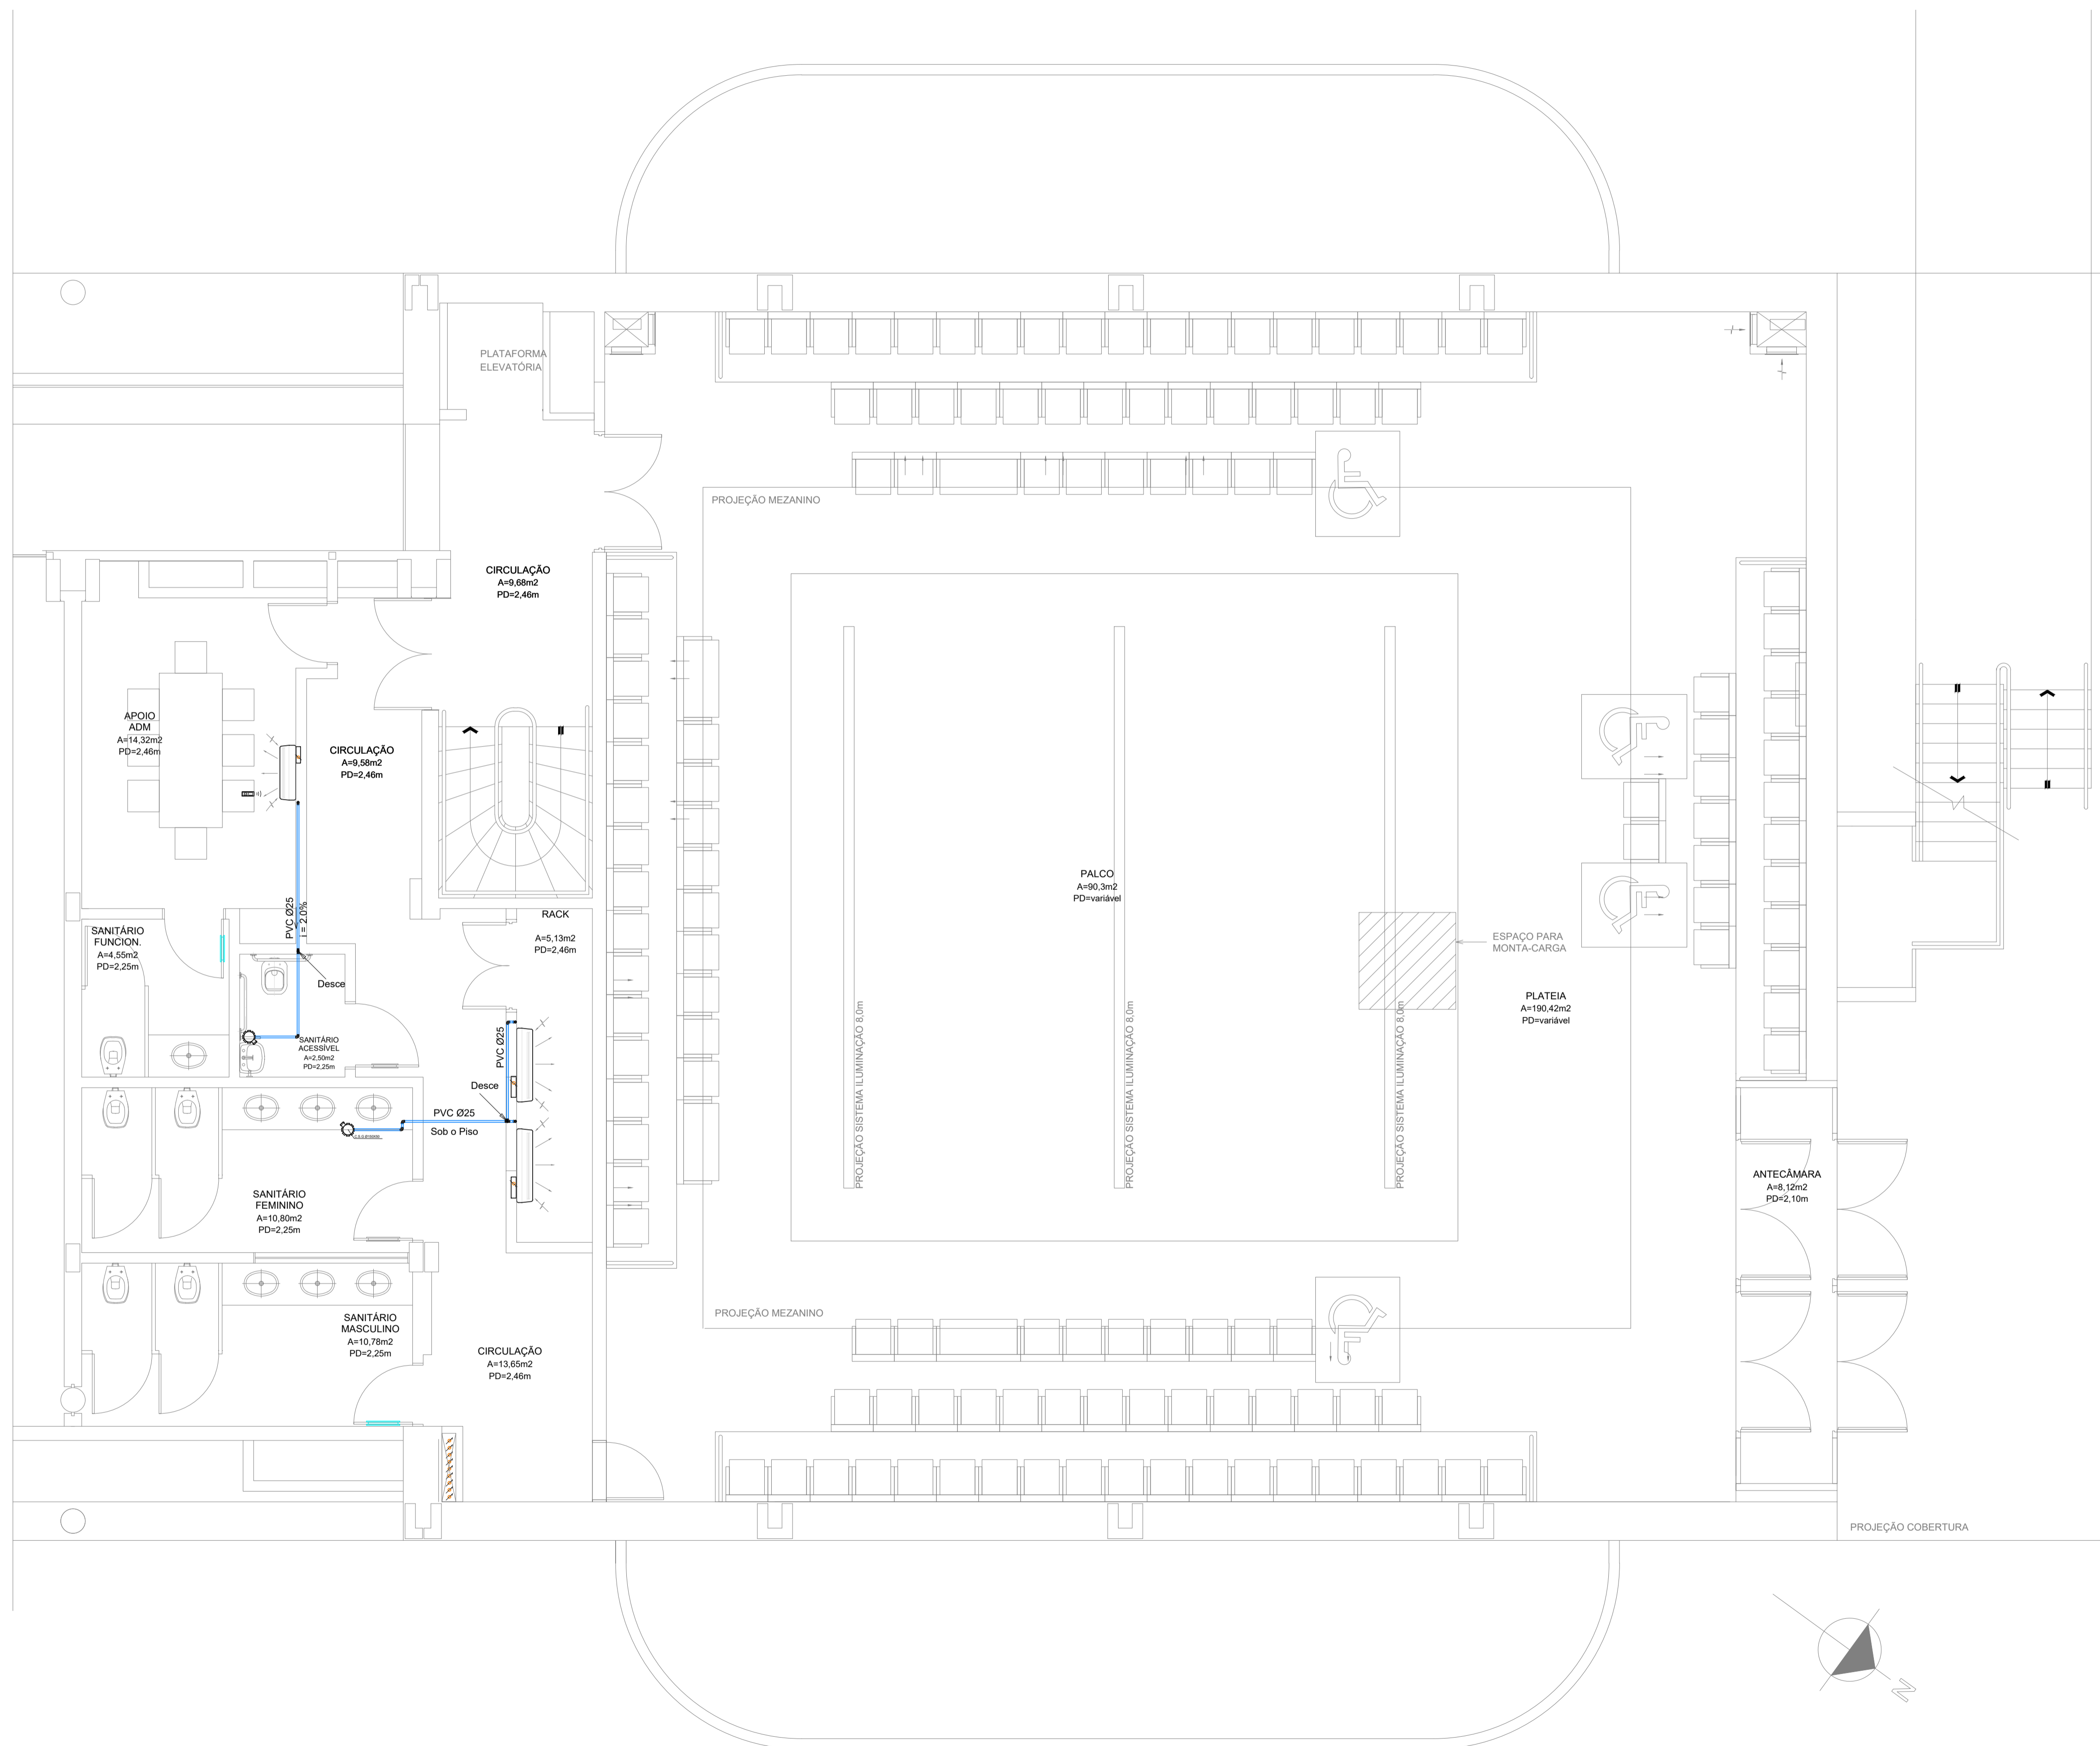 PLATAFORMA
ELEVATÓRIA
PROJEÇÃO MEZANINO
CIRCULAÇÃO
A=9,68m2
PD=2,46m
APOIO
ADM
A=14,32m2
PD=2,46m
CIRCULAÇÃO
A=9,58m2
PD=2,46m
PVC Ø25
i = 2.0%
RACK
A=5,13m2
PD=2,46m
PALCO
A=90,3m2
PD=variável
SANITÁRIO
FUNCION.
A=4,55m2
PD=2,25m
Desce
ESPAÇO PARA
MONTA-CARGA
PLATEIA
A=190,42m2
PD=variável
SANITÁRIO
ACESSÍVEL
A=2,50m2
PD=2,25m
PVC Ø25
Desce
PVC Ø25
Sob o Piso
PROJEÇÃO SISTEMA ILUMINAÇÃO 8.0m
PROJEÇÃO SISTEMA ILUMINAÇÃO 8.0m
PROJEÇÃO SISTEMA ILUMINAÇÃO 8.0m
SANITÁRIO
FEMININO
A=10,80m2
PD=2,25m
ANTECÂMARA
A=8,12m2
PD=2,10m
SANITÁRIO
MASCULINO
A=10,78m2
PD=2,25m
PROJEÇÃO MEZANINO
CIRCULAÇÃO
A=13,65m2
PD=2,46m
PROJEÇÃO COBERTURA
N